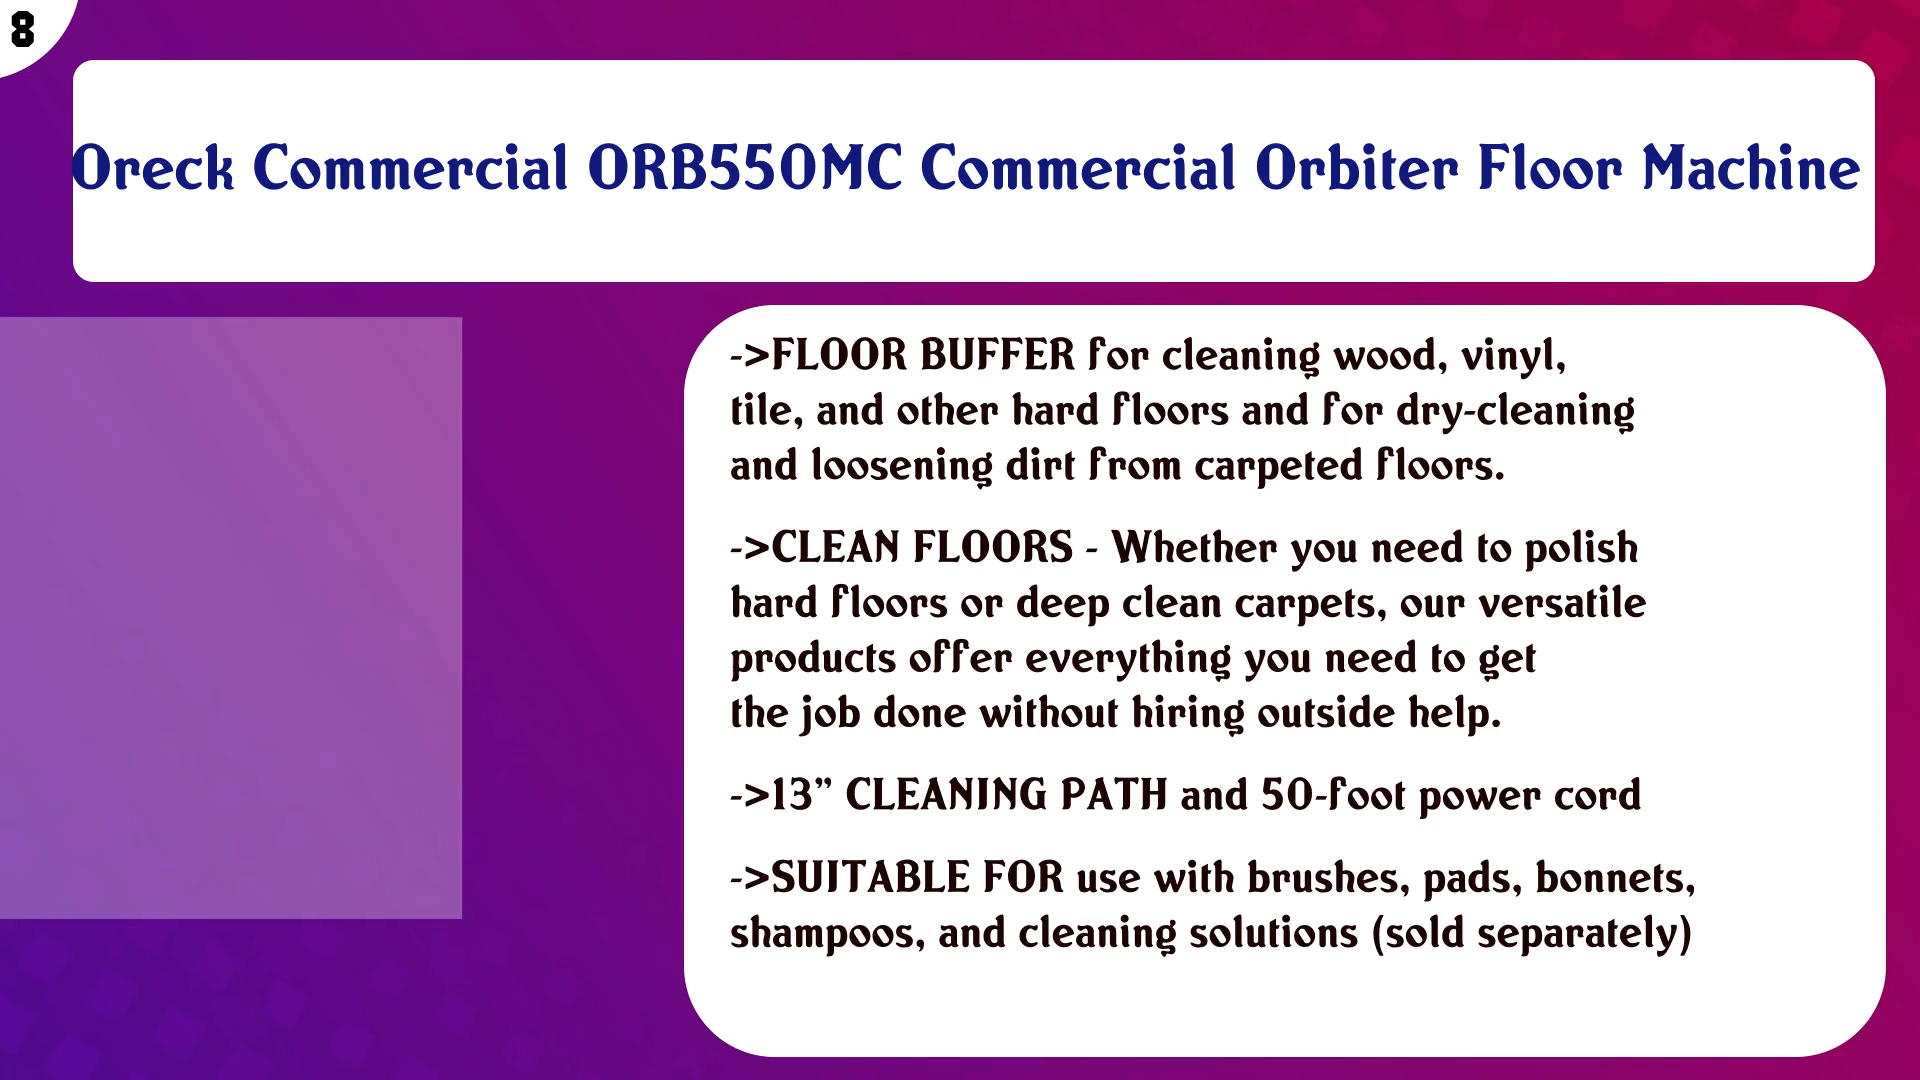 8
Oreck Commercial ORB550MC Commercial Orbiter Floor Machine
->FLOOR BUFFER for cleaning wood, vinyl,
tile, and other hard floors and for dry-cleaning
and loosening dirt from carpeted floors.
->CLEAN FLOORS - Whether you need to polish
hard floors or deep clean carpets, our versatile
products offer everything you need to get
the job done without hiring outside help.
->13” CLEANING PATH and 50-foot power cord
->SUITABLE FOR use with brushes, pads, bonnets,
shampoos, and cleaning solutions (sold separately)